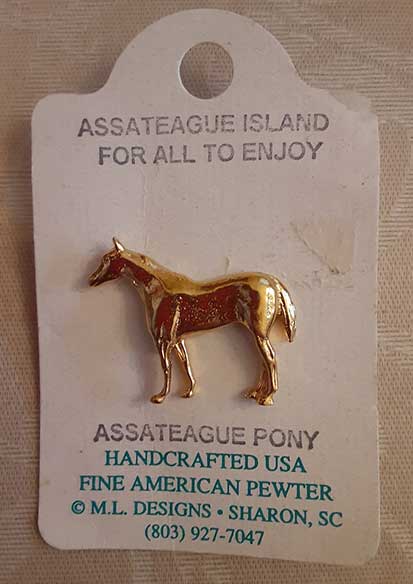 ASSATEAGUE ISLAND
FOR ALL TO ENJOY
ASSATEAGUE PONY
HANDCRAFTED USA
FINE AMERICAN PEWTER
© M.L. DESIGNS • SHARON, SC
(803) 927-7047